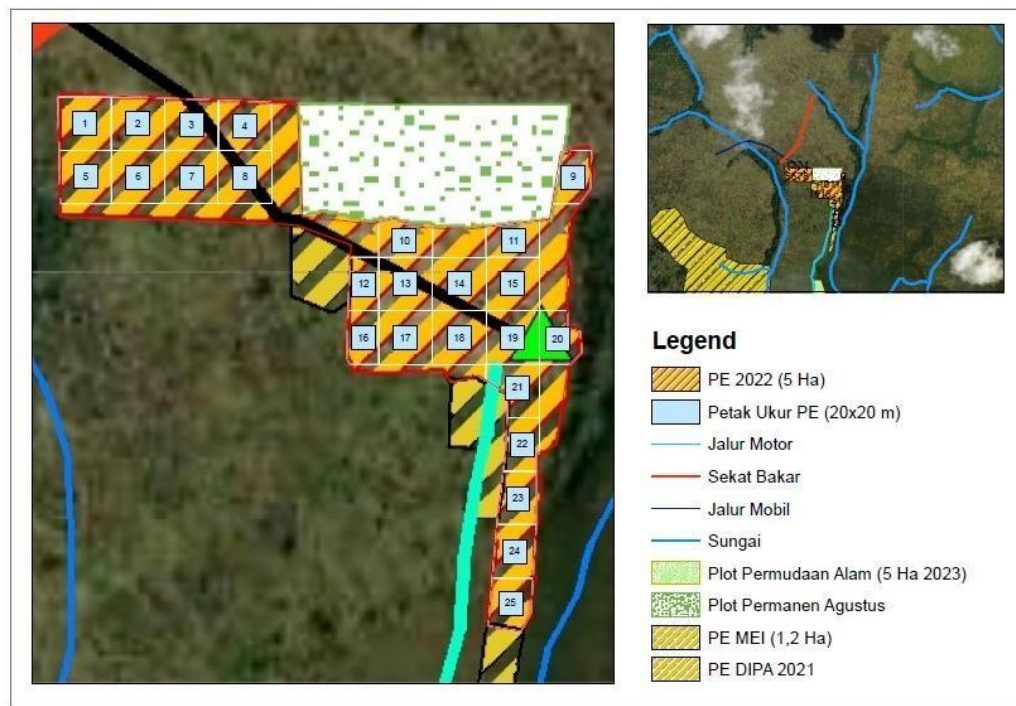 1 2 3 4
5 6 7 8 9
10 11
12 13 14 15
16 17 18 19 20
21
22
23
24
25
Legend
PE 2022 (5 Ha)
Petak Ukur PE (20x20 m)
Jalur Motor
Sekat Bakar
Jalur Mobil
Sungai
Plot Permudaan Alam (5 Ha 2023)
Plot Permanen Agustus
PE MEI (1,2 Ha)
PE DIPA 2021